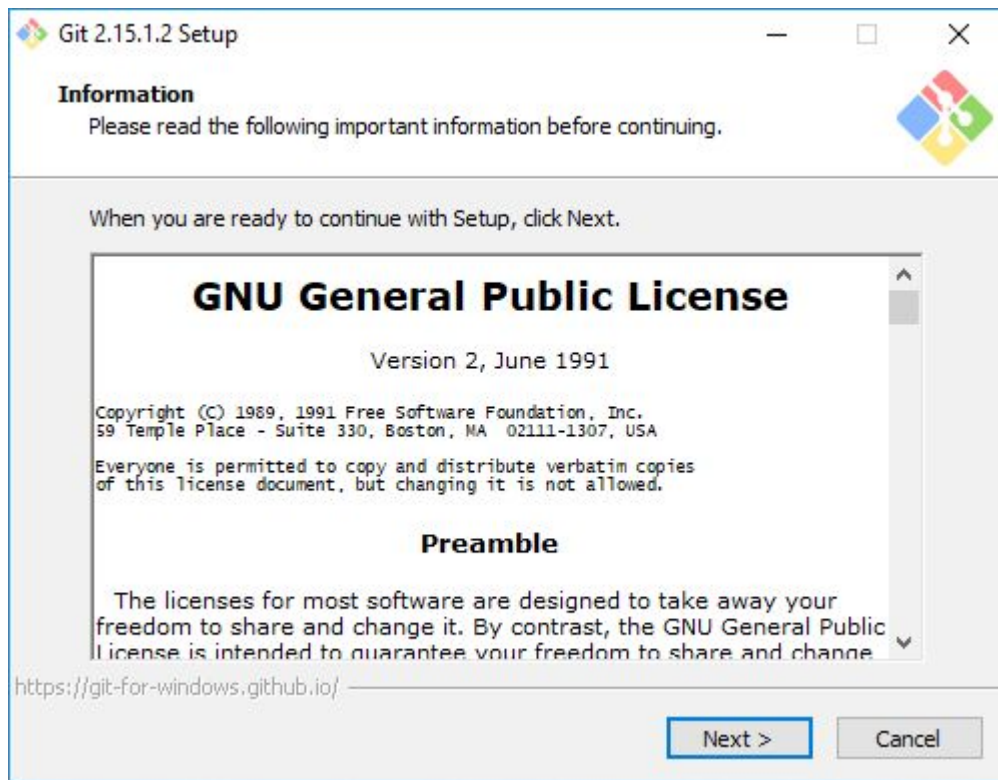 Git 2.15.1.2 Setup
Information
Please read the following important information before continuing.
When you are ready to continue with Setup, click Next.
GNU General Public License
Version 2, June 1991
Copyright (C) 1989, 1991 Free Software Foundation, Inc.
59 Temple Place - Suite 330, Boston, MA  02111-1307, USA
Everyone is permitted to copy and distribute verbatim copies
of this license document, but changing it is not allowed.
Preamble
The licenses for most software are designed to take away your
freedom to share and change it. By contrast, the GNU General Public
License is intended to guarantee your freedom to share and change
https://git-for-windows.github.io/
Next >
Cancel